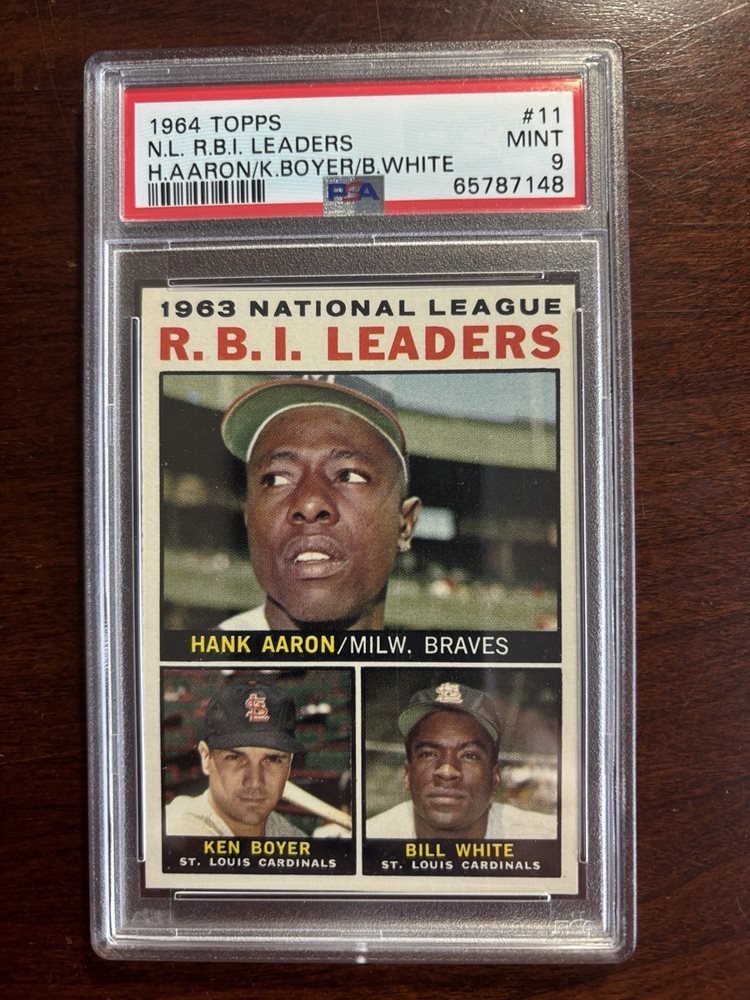 1964 TOPPS #11
N.L. R.B.I. LEADERS MINT
H.AARON/K.BOYER/B.WHITE 9
PSA 65787148
1963 NATIONAL LEAGUE
R.B.I. LEADERS
HANK AARON/MILW. BRAVES
KEN BOYER
ST. LOUIS CARDINALS
BILL WHITE
ST. LOUIS CARDINALS